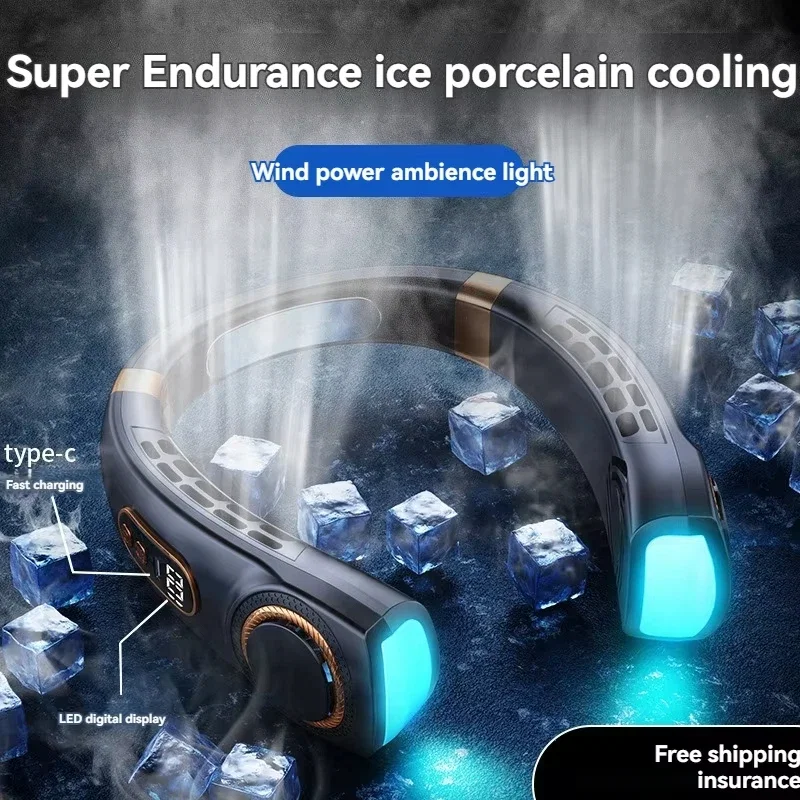 Super Endurance ice porcelain cooling
Wind power ambience light
type-c
Fast charging
LED digital display
Free shipping
insurance